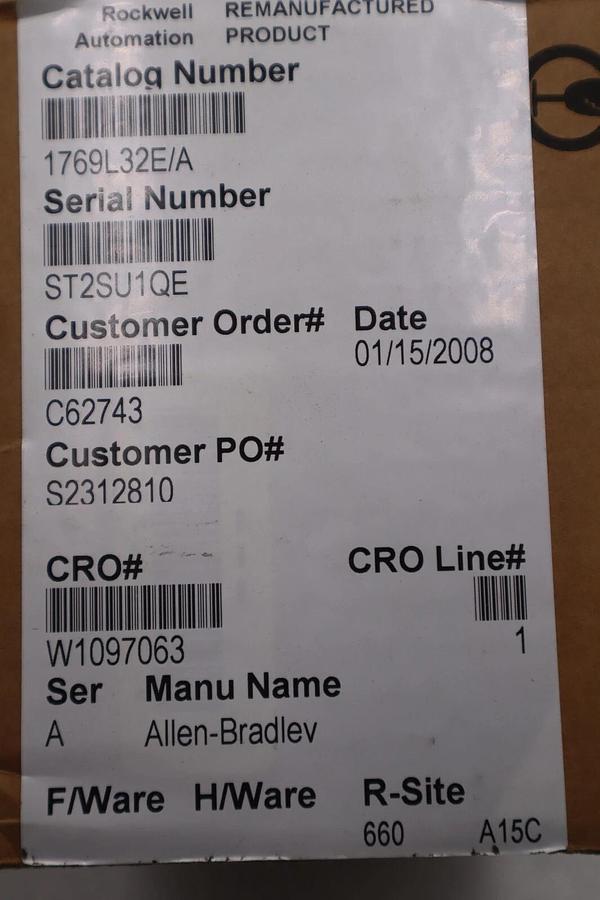 Rockwell REMANUFACTURED
Automation PRODUCT
Catalog Number
1769L32E/A
Serial Number
ST2SU1QE
Customer Order# Date
01/15/2008
C62743
Customer PO#
S2312810
CRO# CRO Line#
W1097063 1
Ser Manu Name
A Allen-Bradley
F/Ware H/Ware R-Site
660 A15C